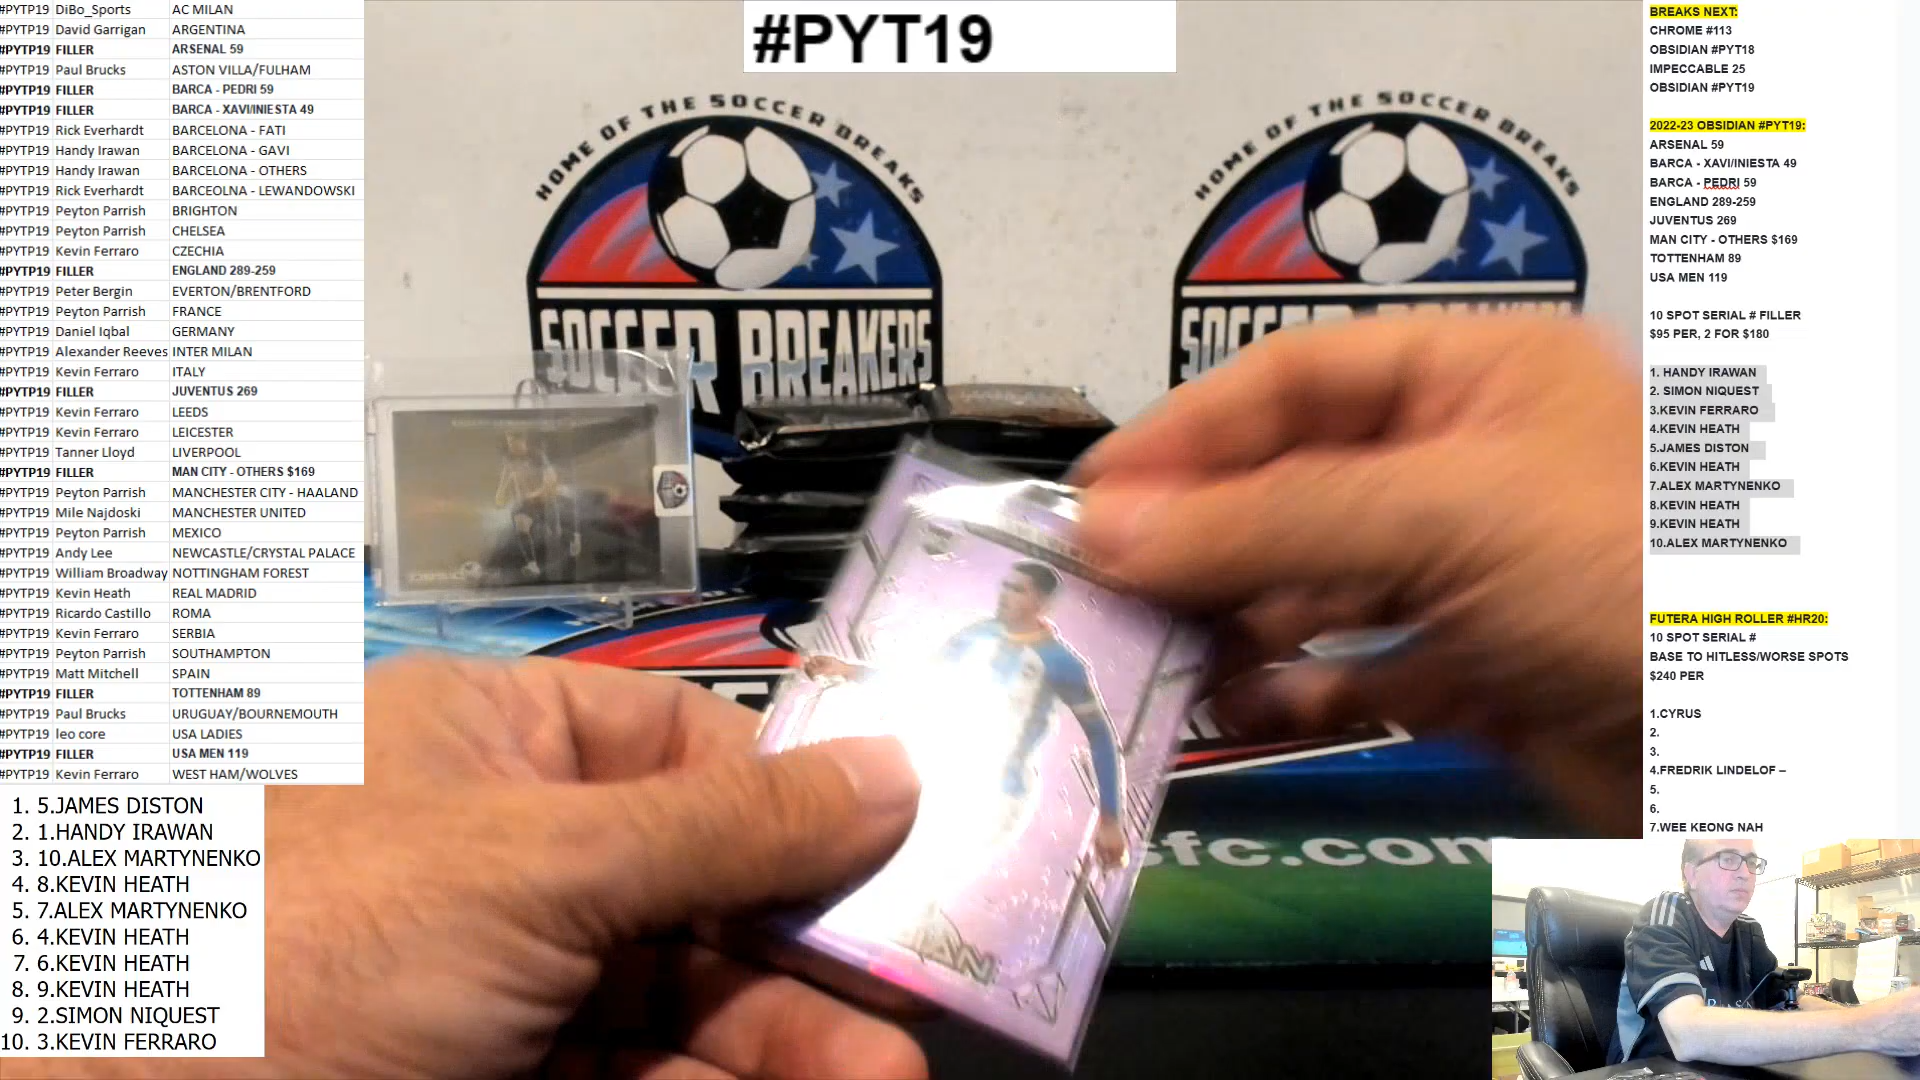 #PYTP19 DiBo_Sports AC MILAN
#PYTP19 David Garrigan ARGENTINA
#PYTP19 FILLER ARSENAL 59
#PYTP19 Paul Brucks ASTON VILLA/FULHAM
#PYTP19 FILLER BARCA - PEDRI 59
#PYTP19 FILLER BARCA - XAVI/INIESTA 49
#PYTP19 Rick Everhardt BARCELONA - FATI
#PYTP19 Handy Irawan BARCELONA - GAVI
#PYTP19 Handy Irawan BARCELONA - OTHERS
#PYTP19 Rick Everhardt BARCEOLNA - LEWANDOWSKI
#PYTP19 Peyton Parrish BRIGHTON
#PYTP19 Peyton Parrish CHELSEA
#PYTP19 Kevin Ferraro CZECHIA
#PYTP19 FILLER ENGLAND 289-259
#PYTP19 Peter Bergin EVERTON/BRENTFORD
#PYTP19 Peyton Parrish FRANCE
#PYTP19 Daniel Iqbal GERMANY
#PYTP19 Alexander Reeves INTER MILAN
#PYTP19 Kevin Ferraro ITALY
#PYTP19 FILLER JUVENTUS 269
#PYTP19 Kevin Ferraro LEEDS
#PYTP19 Kevin Ferraro LEICESTER
#PYTP19 Tanner Lloyd LIVERPOOL
#PYTP19 FILLER MAN CITY - OTHERS $169
#PYTP19 Peyton Parrish MANCHESTER CITY - HAALAND
#PYTP19 Mile Najdoski MANCHESTER UNITED
#PYTP19 Peyton Parrish MEXICO
#PYTP19 Andy Lee NEWCASTLE/CRYSTAL PALACE
#PYTP19 William Broadway NOTTINGHAM FOREST
#PYTP19 Kevin Heath REAL MADRID
#PYTP19 Ricardo Castillo ROMA
#PYTP19 Kevin Ferraro SERBIA
#PYTP19 Peyton Parrish SOUTHAMPTON
#PYTP19 Matt Mitchell SPAIN
#PYTP19 FILLER TOTTENHAM 89
#PYTP19 Paul Brucks URUGUAY/BOURNEMOUTH
#PYTP19 leo core USA LADIES
#PYTP19 FILLER USA MEN 119
#PYTP19 Kevin Ferraro WEST HAM/WOLVES
1. 5.JAMES DISTON
2. 1.HANDY IRAWAN
3. 10.ALEX MARTYNENKO
4. 8.KEVIN HEATH
5. 7.ALEX MARTYNENKO
6. 4.KEVIN HEATH
7. 6.KEVIN HEATH
8. 9.KEVIN HEATH
9. 2.SIMON NIQUEST
10. 3.KEVIN FERRARO
#PYT19
HOME OF THE SOCCER BREAKS
SOCCER BREAKERS
HOME OF THE SOCCER BREAKS
SOCCER BREAKERS
sfc.com
BREAKS NEXT:
CHROME #113
OBSIDIAN #PYT18
IMPECCABLE 25
OBSIDIAN #PYT19
2022-23 OBSIDIAN #PYT19:
ARSENAL 59
BARCA - XAVI/INIESTA 49
BARCA - PEDRI 59
ENGLAND 289-259
JUVENTUS 269
MAN CITY - OTHERS $169
TOTTENHAM 89
USA MEN 119
10 SPOT SERIAL # FILLER
$95 PER, 2 FOR $180
1. HANDY IRAWAN
2. SIMON NIQUEST
3.KEVIN FERRARO
4.KEVIN HEATH
5.JAMES DISTON
6.KEVIN HEATH
7.ALEX MARTYNENKO
8.KEVIN HEATH
9.KEVIN HEATH
10.ALEX MARTYNENKO
FUTERA HIGH ROLLER #HR20:
10 SPOT SERIAL #
BASE TO HITLESS/WORSE SPOTS
$240 PER
1.CYRUS
2.
3.
4.FREDRIK LINDELOF –
5.
6.
7.WEE KEONG NAH